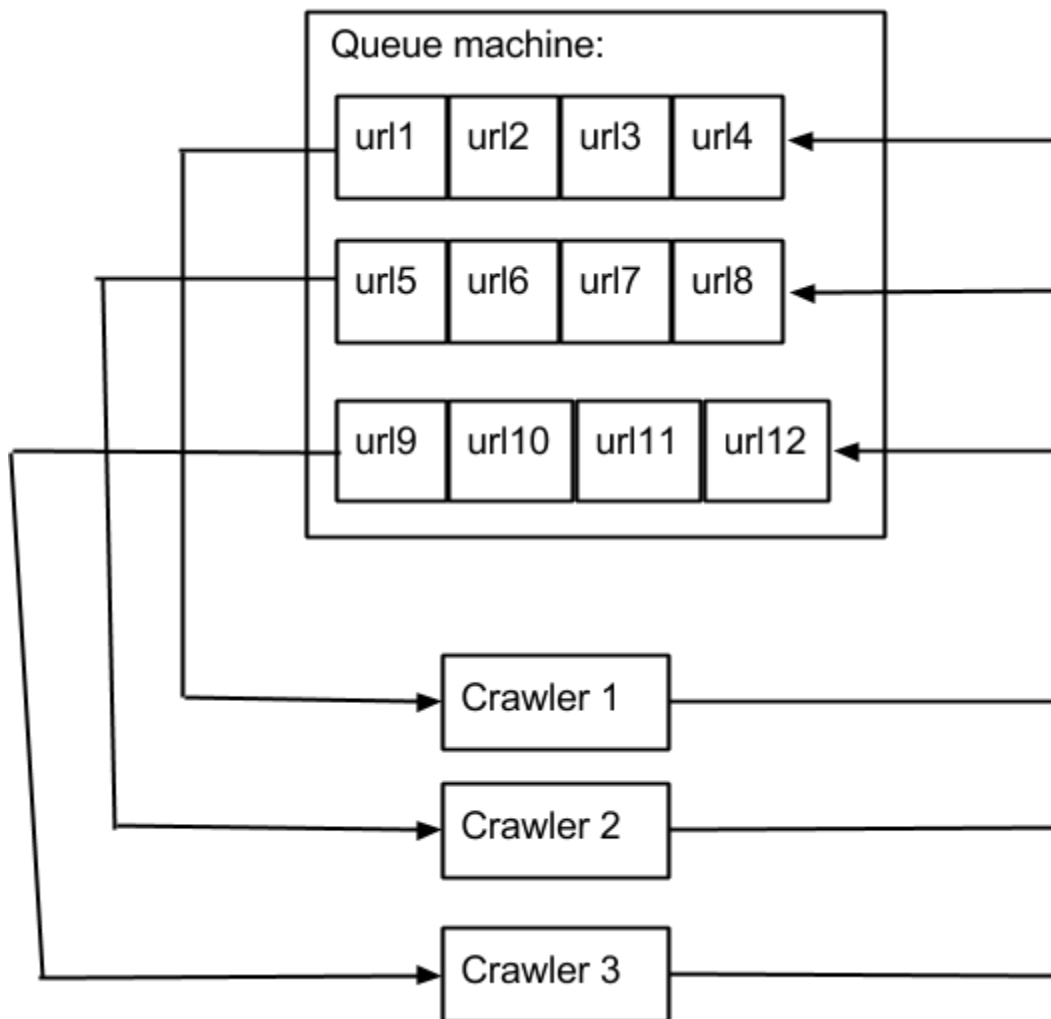 Queue machine:
url1 url2 url3 url4
url5 url6 url7 url8
url9 url10 url11 url12
Crawler 1
Crawler 2
Crawler 3